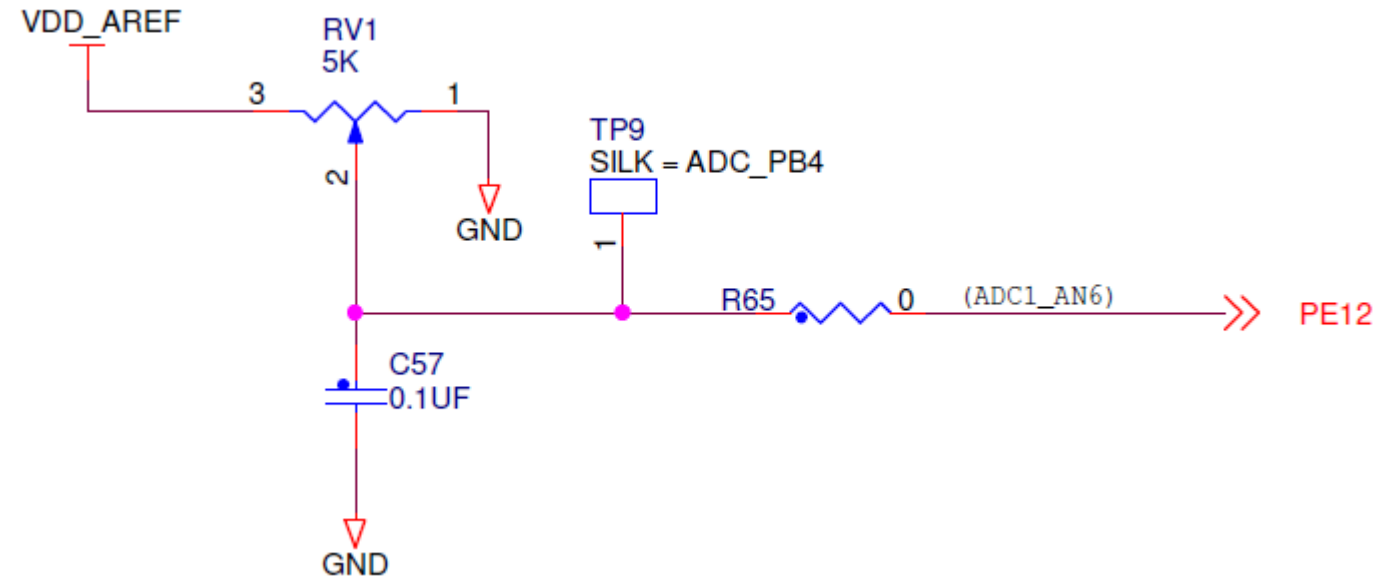 VDD_AREF
RV1
5K
3
1
2
GND
TP9
SILK = ADC_PB4
1
R65
0
(ADC1_AN6)
PE12
C57
0.1UF
GND